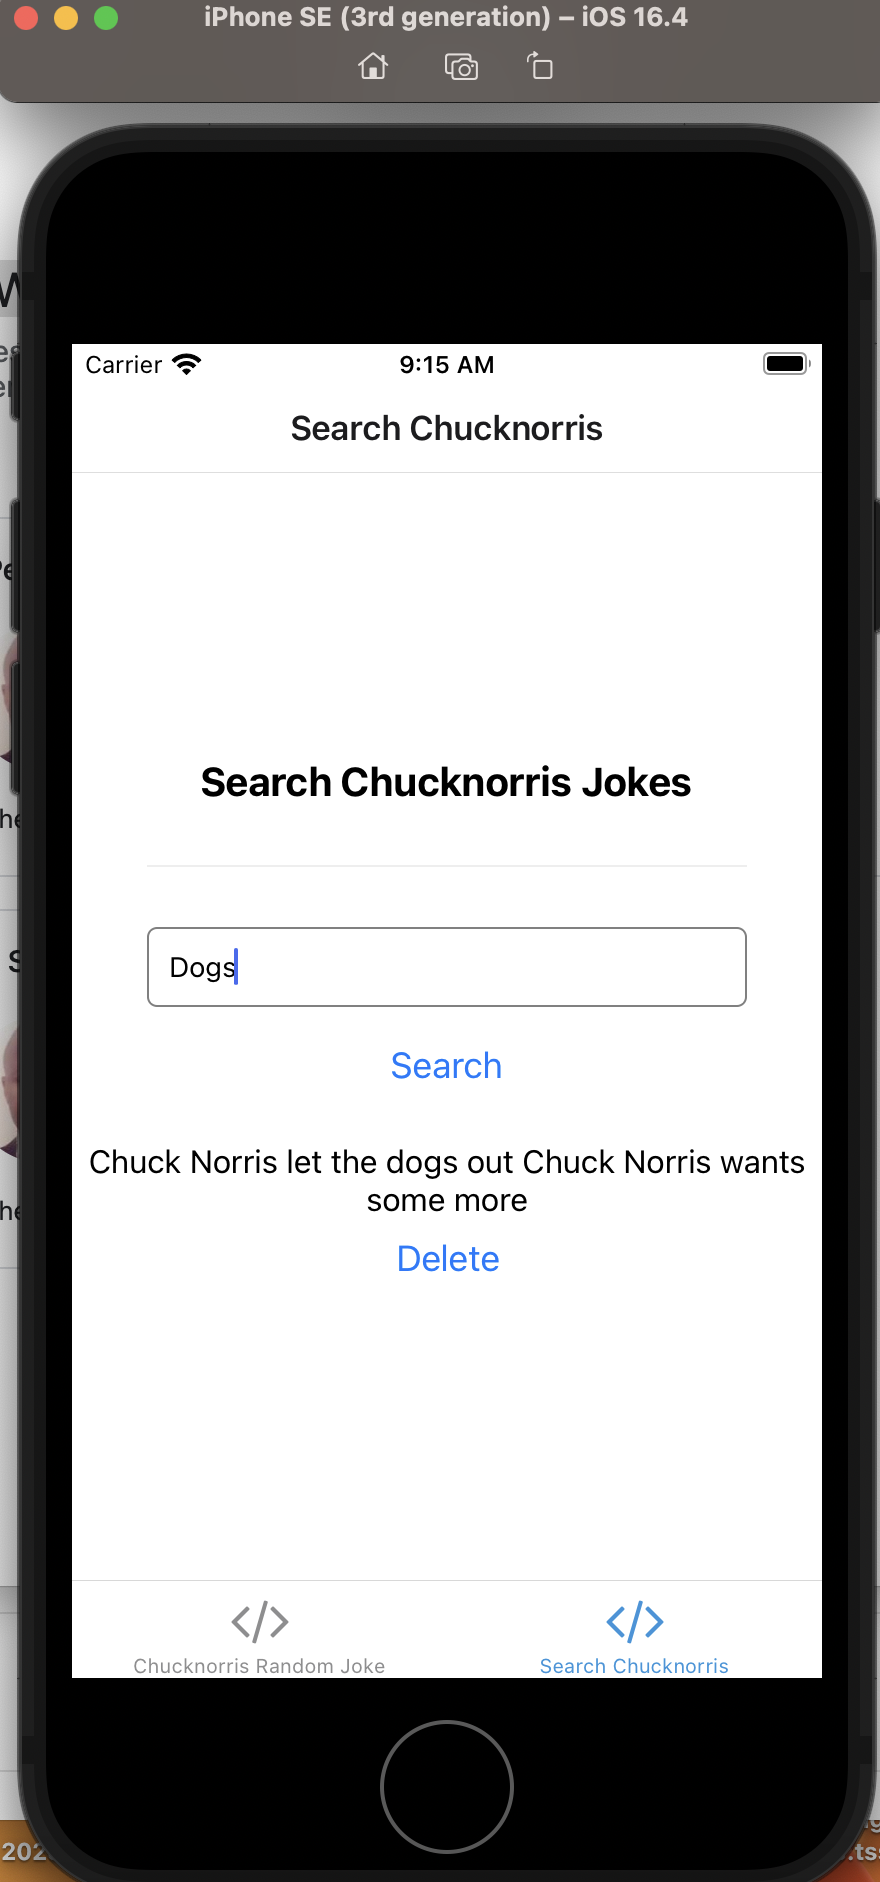 iPhone SE (3rd generation) – iOS 16.4
Carrier 9:15 AM
Search Chucknorris
Search Chucknorris Jokes
Dogs
Search
Chuck Norris let the dogs out Chuck Norris wants
some more
Delete
Chucknorris Random Joke
Search Chucknorris